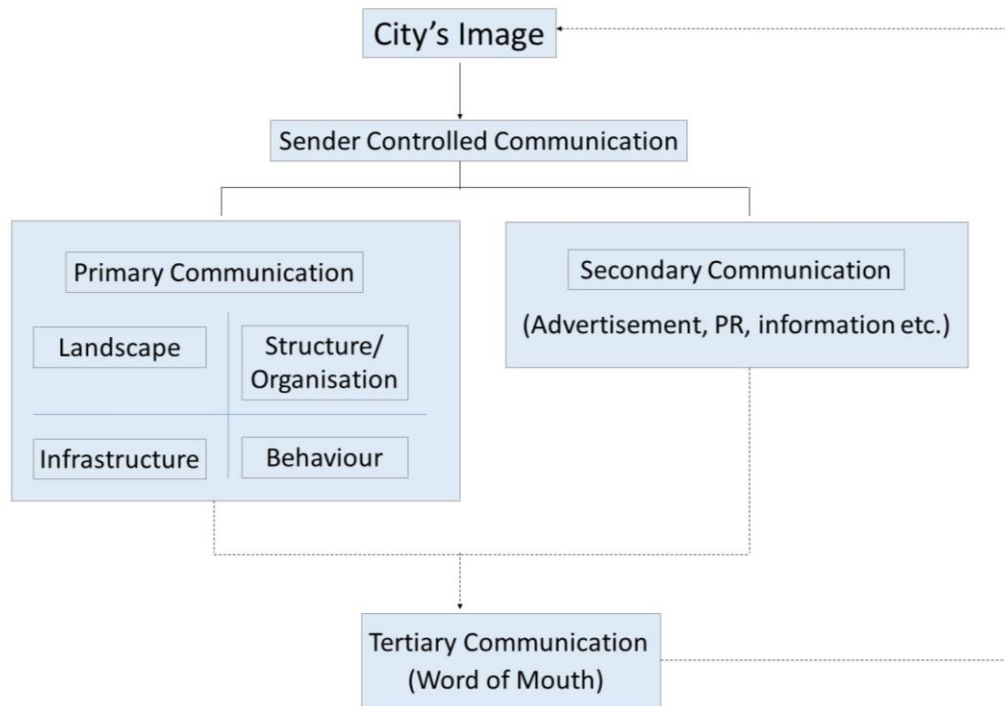 City’s Image
Sender Controlled Communication
Primary Communication
Landscape
Structure/
Organisation
Infrastructure
Behaviour
Secondary Communication
(Advertisement, PR, information etc.)
Tertiary Communication
(Word of Mouth)